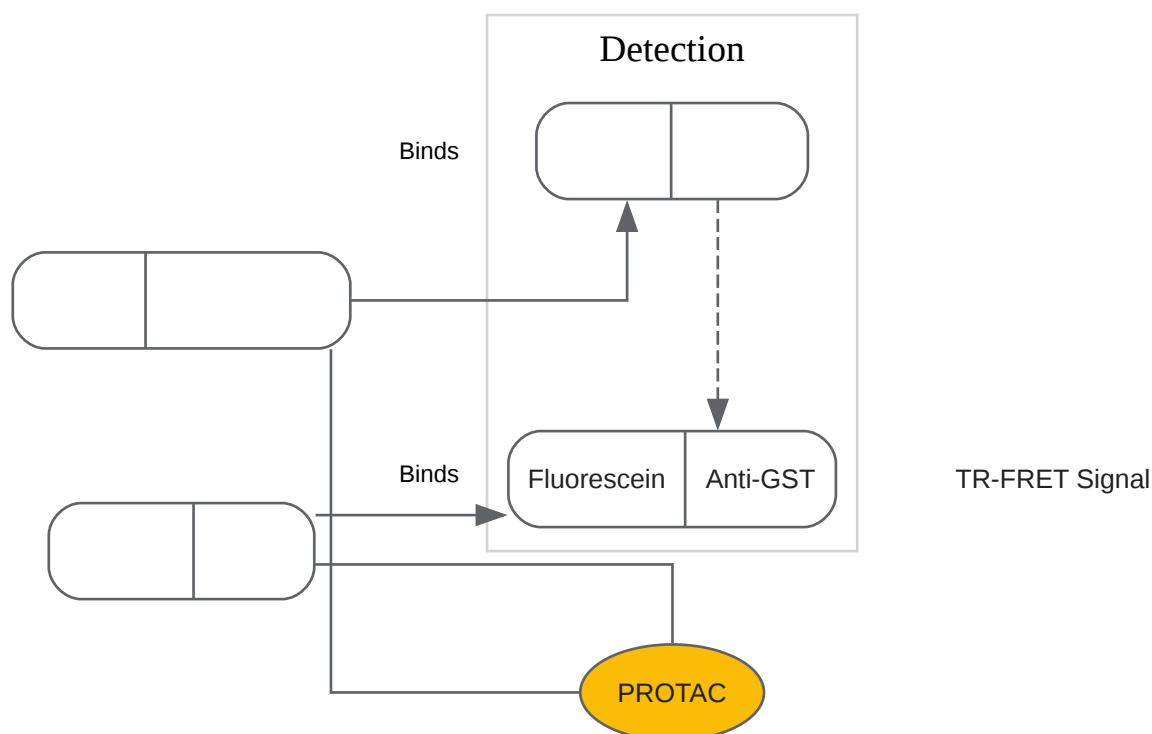 Detection
Binds
Binds
Fluorescein
Anti-GST
TR-FRET Signal
PROTAC